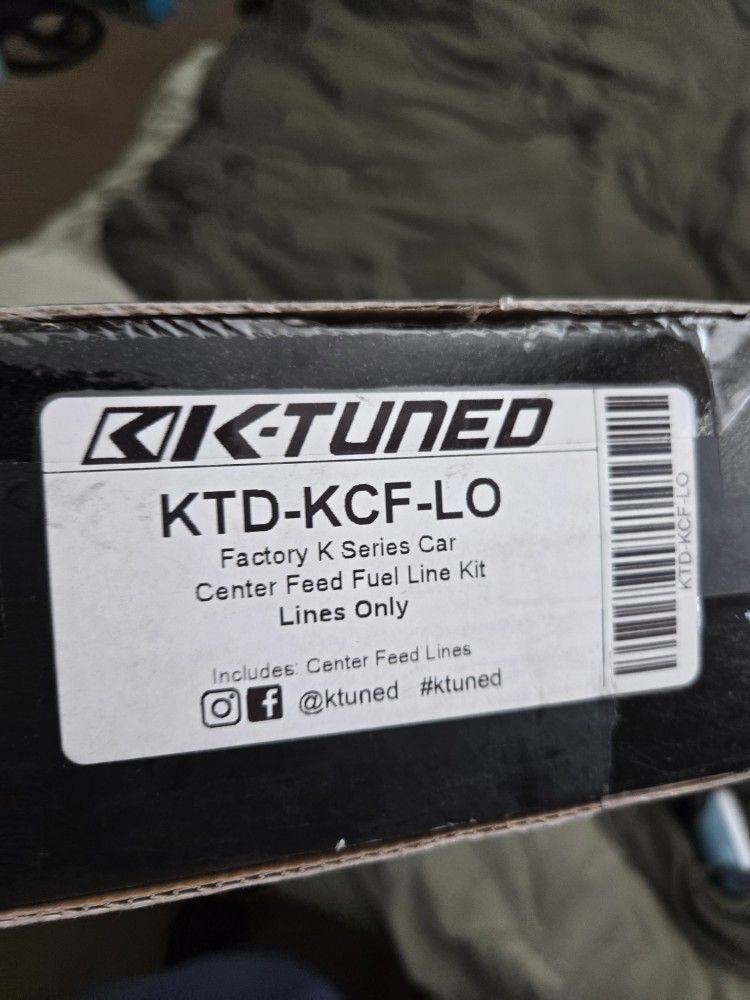 K-TUNED
KTD-KCF-LO
Factory K Series Car
Center Feed Fuel Line Kit
Lines Only
Includes: Center Feed Lines
@ktuned #ktuned
KTD-KCF-LO